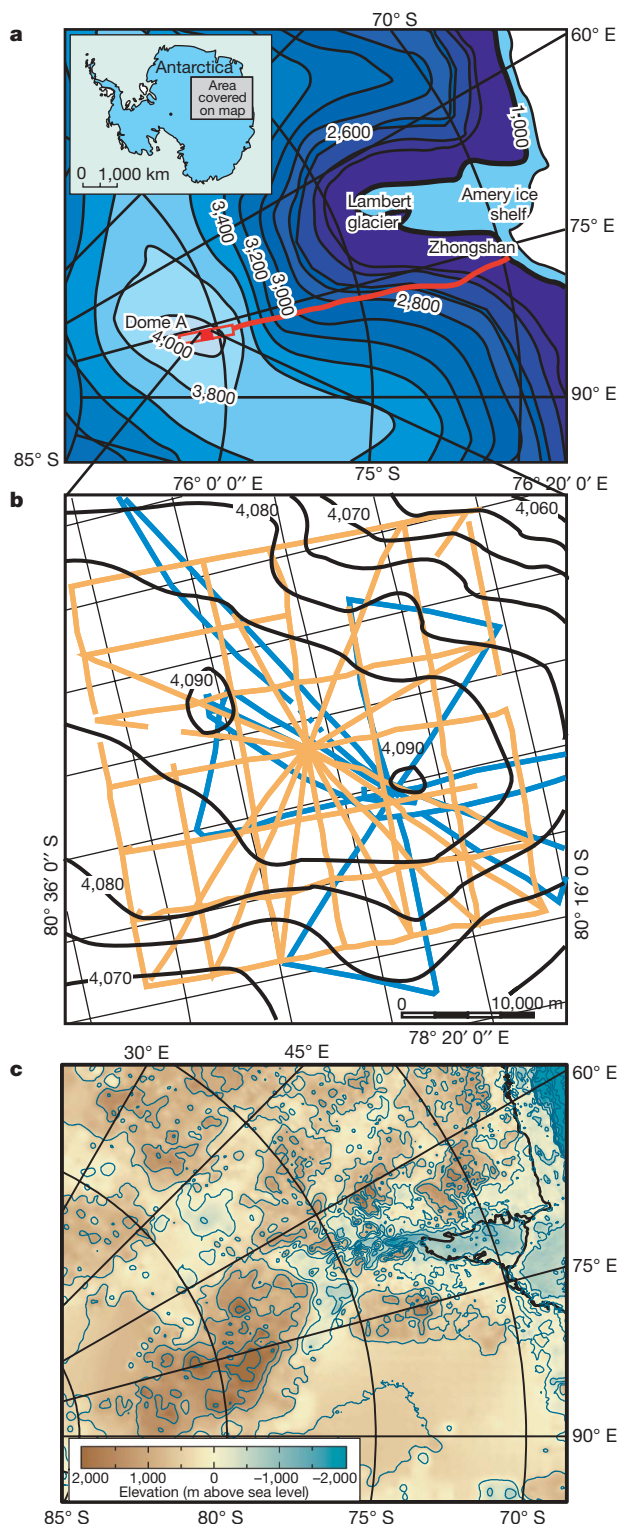 a
70° S
60° E
Antarctica
Area
covered
on map
0 1,000 km
2,600
1,000
Lambert
glacier
Amery ice
shelf
3,400
3,200
3,000
75° E
Zhongshan
2,800
Dome A
4,000
3,800
90° E
85° S
75° S
b
76° 0′ 0′′ E
76° 20′ 0′ E
4,080
4,070
4,060
4,090
4,090
80° 36′ 0′′ S
80° 16′ 0 S
4,080
4,070
0 10,000 m
78° 20′ 0′′ E
c
30° E
45° E
60° E
75° E
90° E
2,000 1,000 0 -1,000 -2,000
Elevation (m above sea level)
85° S
80° S
75° S
70° S